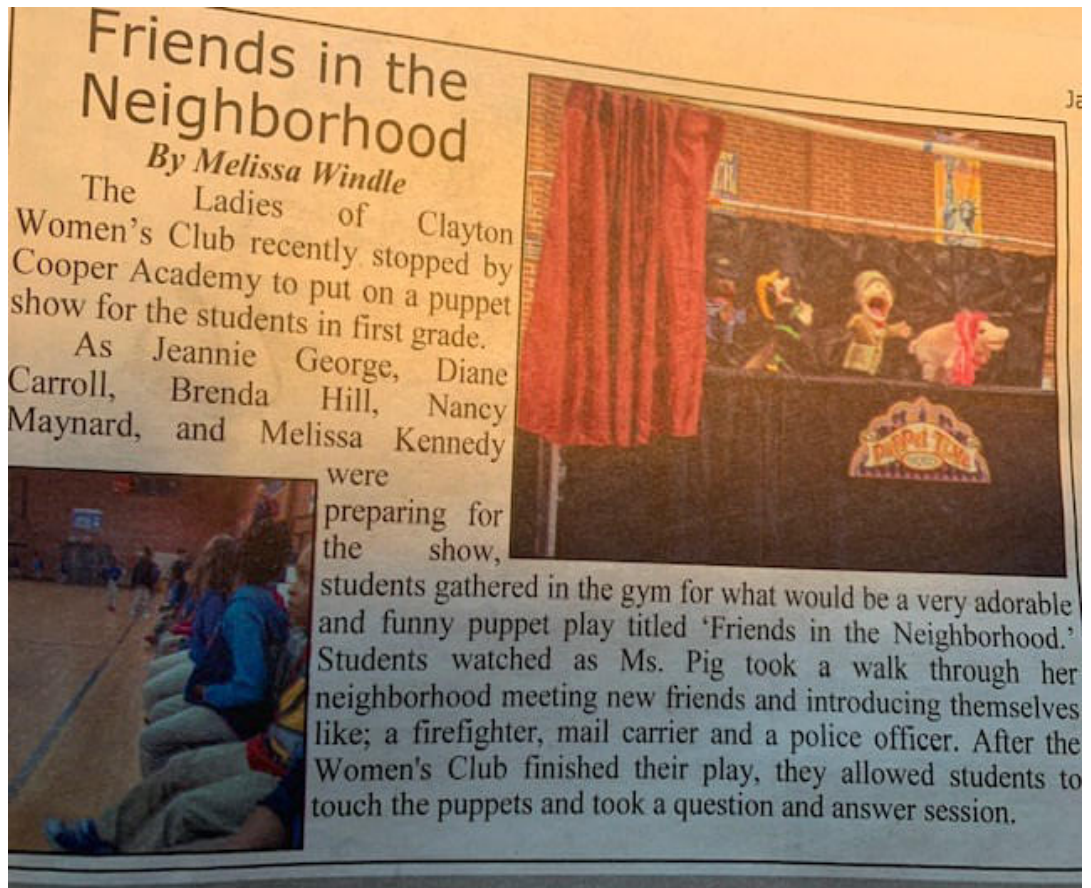 Friends in the
Neighborhood
By Melissa Windle
The Ladies of Clayton
Women's Club recently stopped by
Cooper Academy to put on a puppet
show for the students in first grade.
As Jeannie George, Diane
Carroll, Brenda Hill, Nancy
Maynard, and Melissa Kennedy
were
preparing for
the show,
students gathered in the gym for what would be a very adorable
and funny puppet play titled ‘Friends in the Neighborhood.’
Students watched as Ms. Pig took a walk through her
neighborhood meeting new friends and introducing themselves
like; a firefighter, mail carrier and a police officer. After the
Women's Club finished their play, they allowed students to
touch the puppets and took a question and answer session.